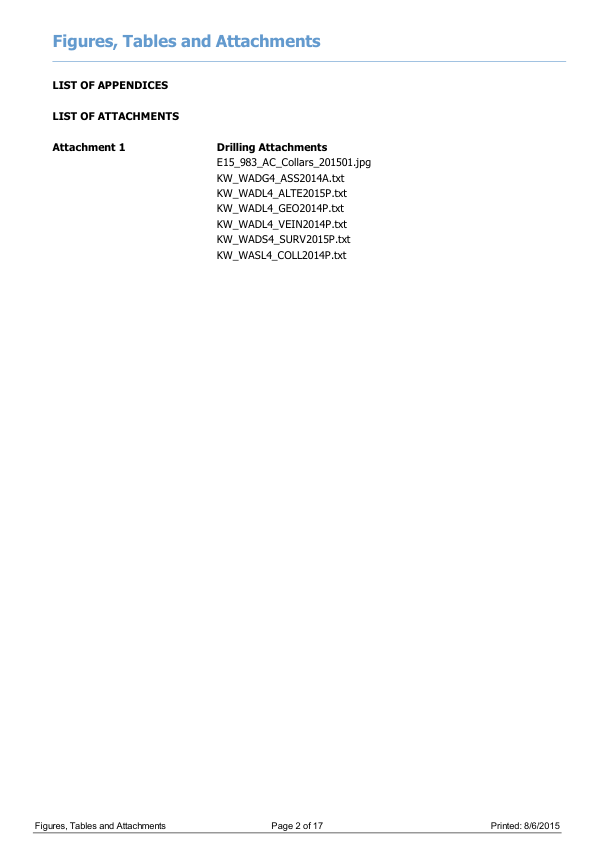 Figures, Tables and Attachments
LIST OF APPENDICES
LIST OF ATTACHMENTS
Attachment 1 Drilling Attachments
E15_983_AC_Collars_201501.jpg
KW_WADG4_ASS2014A.txt
KW_WADL4_ALTE2015P.txt
KW_WADL4_GEO2014P.txt
KW_WADL4_VEIN2014P.txt
KW_WADS4_SURV2015P.txt
KW_WASL4_COLL2014P.txt
Figures, Tables and Attachments Page 2 of 17 Printed: 8/6/2015